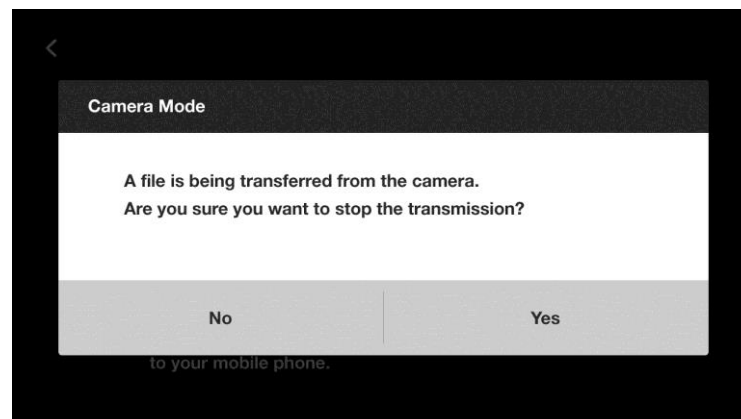 Camera Mode
A file is being transferred from the camera.
Are you sure you want to stop the transmission?
No
Yes
to your mobile phone.